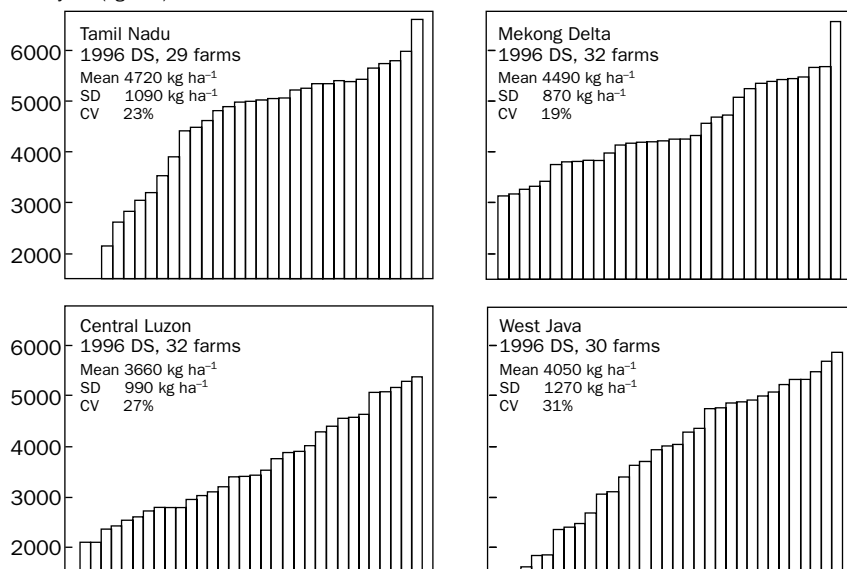 6000
5000
4000
3000
2000
Tamil Nadu
1996 DS, 29 farms
Mean 4720 kg ha⁻¹
SD 1090 kg ha⁻¹
CV 23%
Mekong Delta
1996 DS, 32 farms
Mean 4490 kg ha⁻¹
SD 870 kg ha⁻¹
CV 19%
6000
5000
4000
3000
2000
Central Luzon
1996 DS, 32 farms
Mean 3660 kg ha⁻¹
SD 990 kg ha⁻¹
CV 27%
West Java
1996 DS, 30 farms
Mean 4050 kg ha⁻¹
SD 1270 kg ha⁻¹
CV 31%